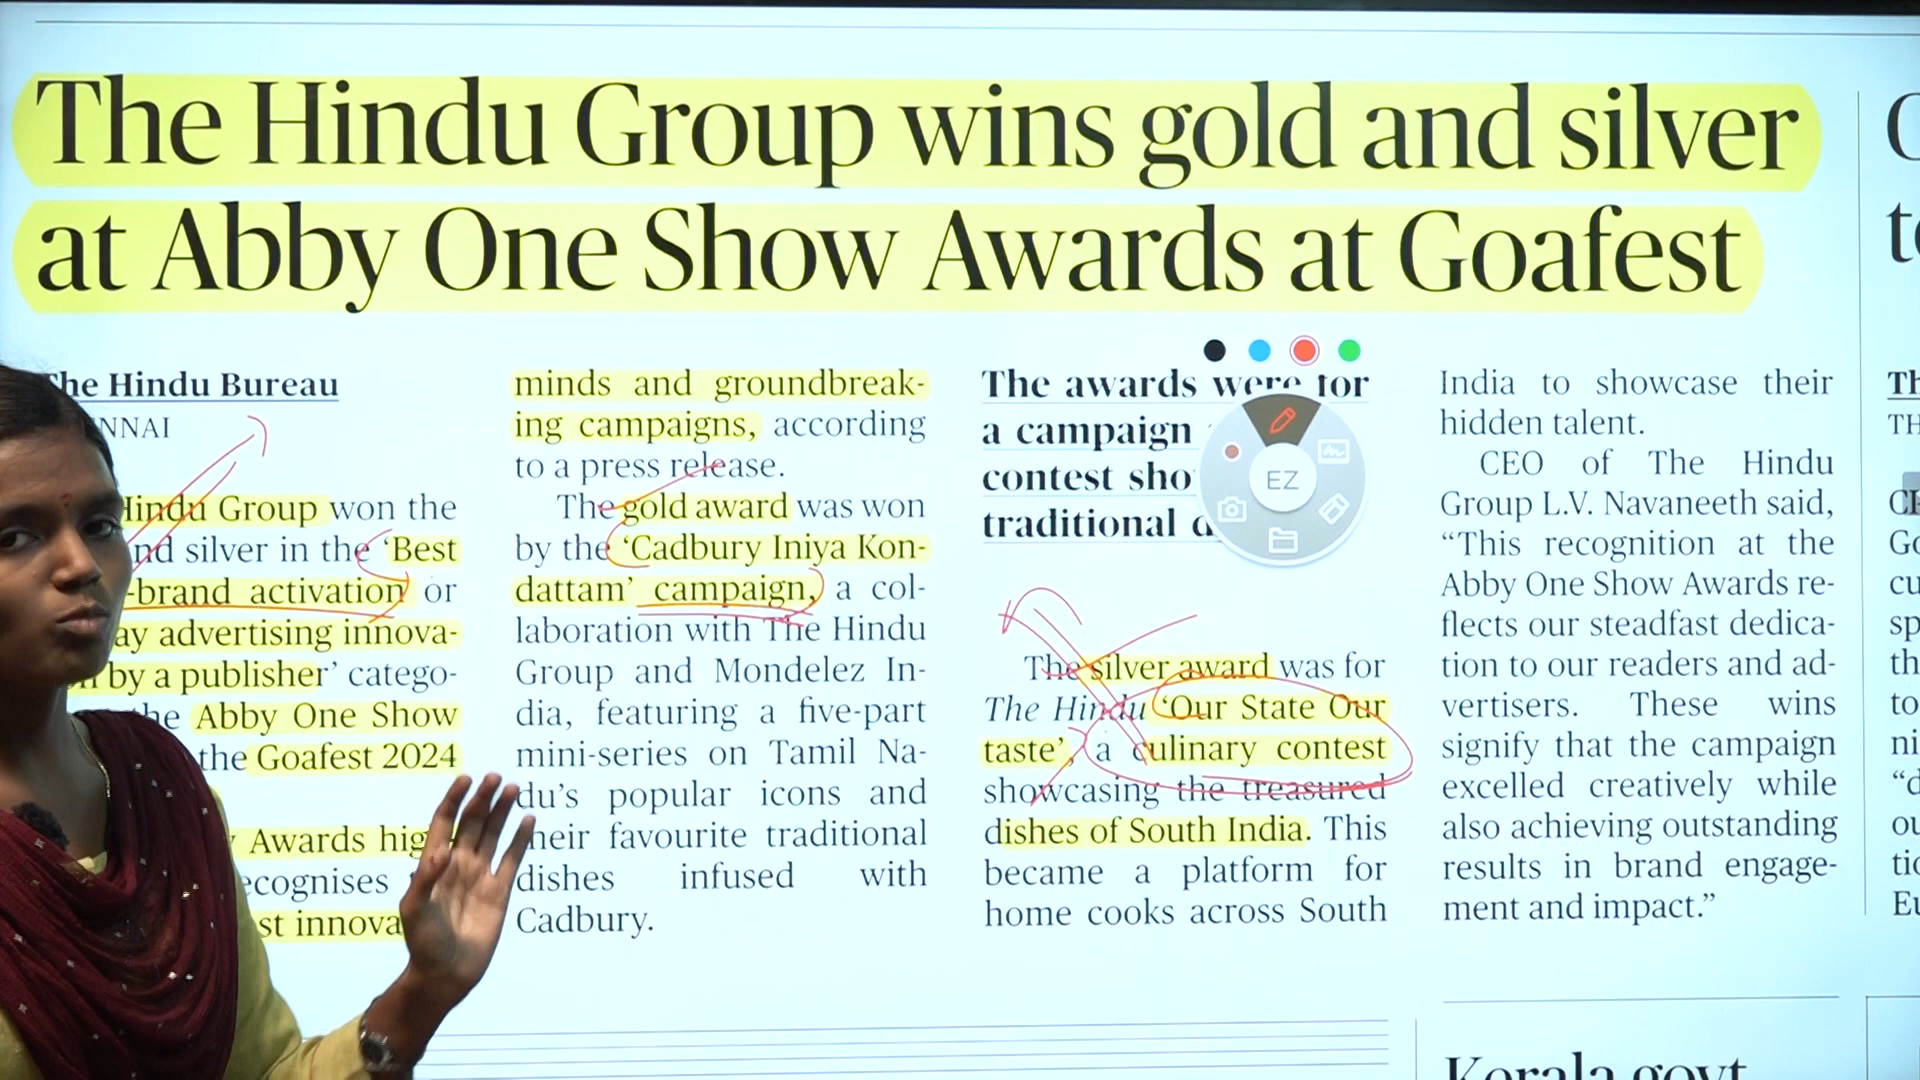 The Hindu Group wins gold and silver
at Abby One Show Awards at Goafest
The Hindu Bureau
NNAI
Hindu Group won the
nd silver in the ‘Best
-brand activation or
ay advertising innova-
by a publisher’ catego-
the Abby One Show
the Goafest 2024
Awards hig
ecognises
st innova
minds and groundbreak-
ing campaigns, according
to a press release.
The gold award was won
by the ‘Cadbury Iniya Kon-
dattam’ campaign, a col-
laboration with The Hindu
Group and Mondelez In-
dia, featuring a five-part
mini-series on Tamil Na-
du’s popular icons and
their favourite traditional
dishes infused with
Cadbury.
The awards were for
a campaign
contest sho
traditional d
EZ
The silver award was for
The Hindu ‘Our State Our
taste’, a culinary contest
showcasing the treasured
dishes of South India. This
became a platform for
home cooks across South
India to showcase their
hidden talent.
CEO of The Hindu
Group L.V. Navaneeth said,
“This recognition at the
Abby One Show Awards re-
flects our steadfast dedica-
tion to our readers and ad-
vertisers. These wins
signify that the campaign
excelled creatively while
also achieving outstanding
results in brand engage-
ment and impact.”
Kerala govt